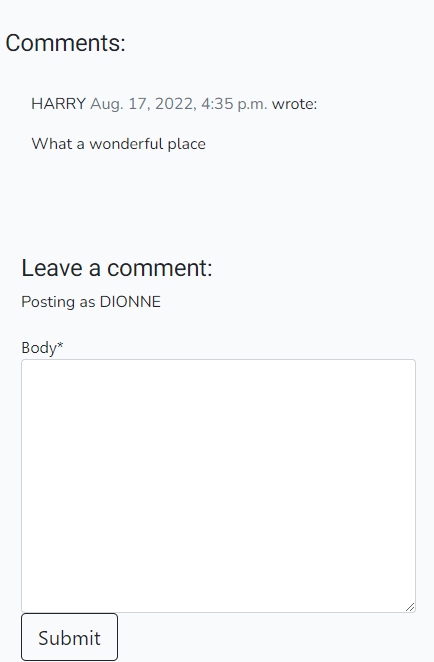 Comments:
HARRY Aug. 17, 2022, 4:35 p.m. wrote:
What a wonderful place
Leave a comment:
Posting as DIONNE
Body*
Submit